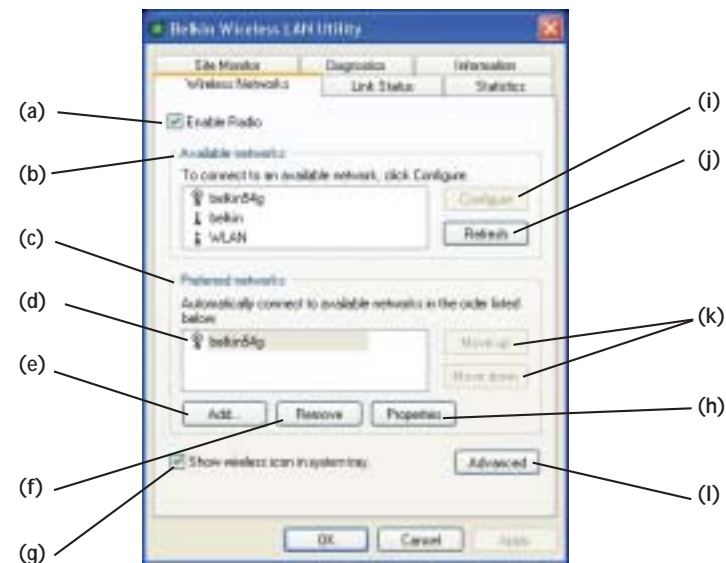 Belkin Wireless LAN Utility
Site Monitor Diagnostics Information
Wireless Networks Link Status Statistics
(a)
Enable Radio
(i)
(b)
Available networks
To connect to an available network, click Configure
(j)
belkin54g
Configure
belkin
WLAN
Refresh
(c)
Preferred networks
Automatically connect to available networks in the order listed
below
(d)
(k)
belkin54g
Move up
Move down
(e)
Add...
Remove
Properties
(h)
(f)
Show wireless icon in system tray.
Advanced
(l)
(g)
OK
Cancel
Apply